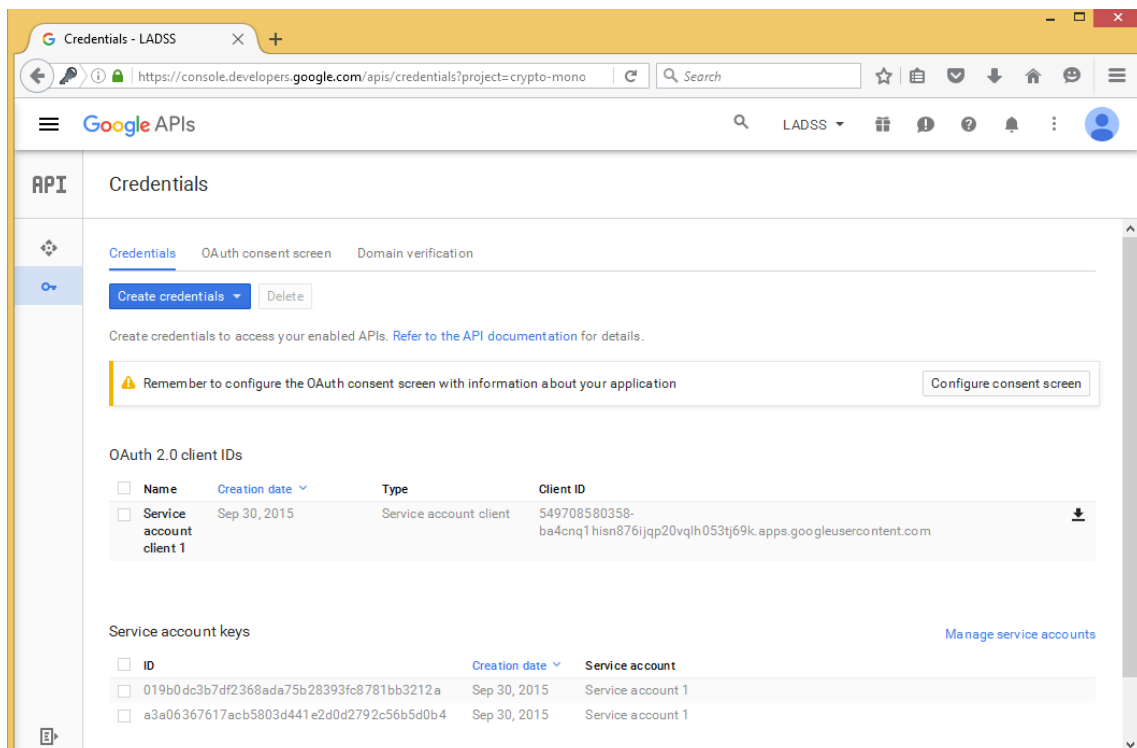 Credentials - LADSS
https://console.developers.google.com/apis/credentials?project=crypto-mono
Search
Google APIs
LADSS
API
Credentials
Credentials OAuth consent screen Domain verification
Create credentials Delete
Create credentials to access your enabled APIs. Refer to the API documentation for details.
Remember to configure the OAuth consent screen with information about your application
Configure consent screen
OAuth 2.0 client IDs
Name Creation date Type Client ID
Service Sep 30, 2015 Service account client 549708580358-
account ba4cnq1hisn876ijqp20vqlh053tj69k.apps.googleusercontent.com
client 1
Service account keys Manage service accounts
ID Creation date Service account
019b0dc3b7df2368ada75b28393fc8781bb3212a Sep 30, 2015 Service account 1
a3a06367617acb5803d441e2d0d2792c56b5d0b4 Sep 30, 2015 Service account 1